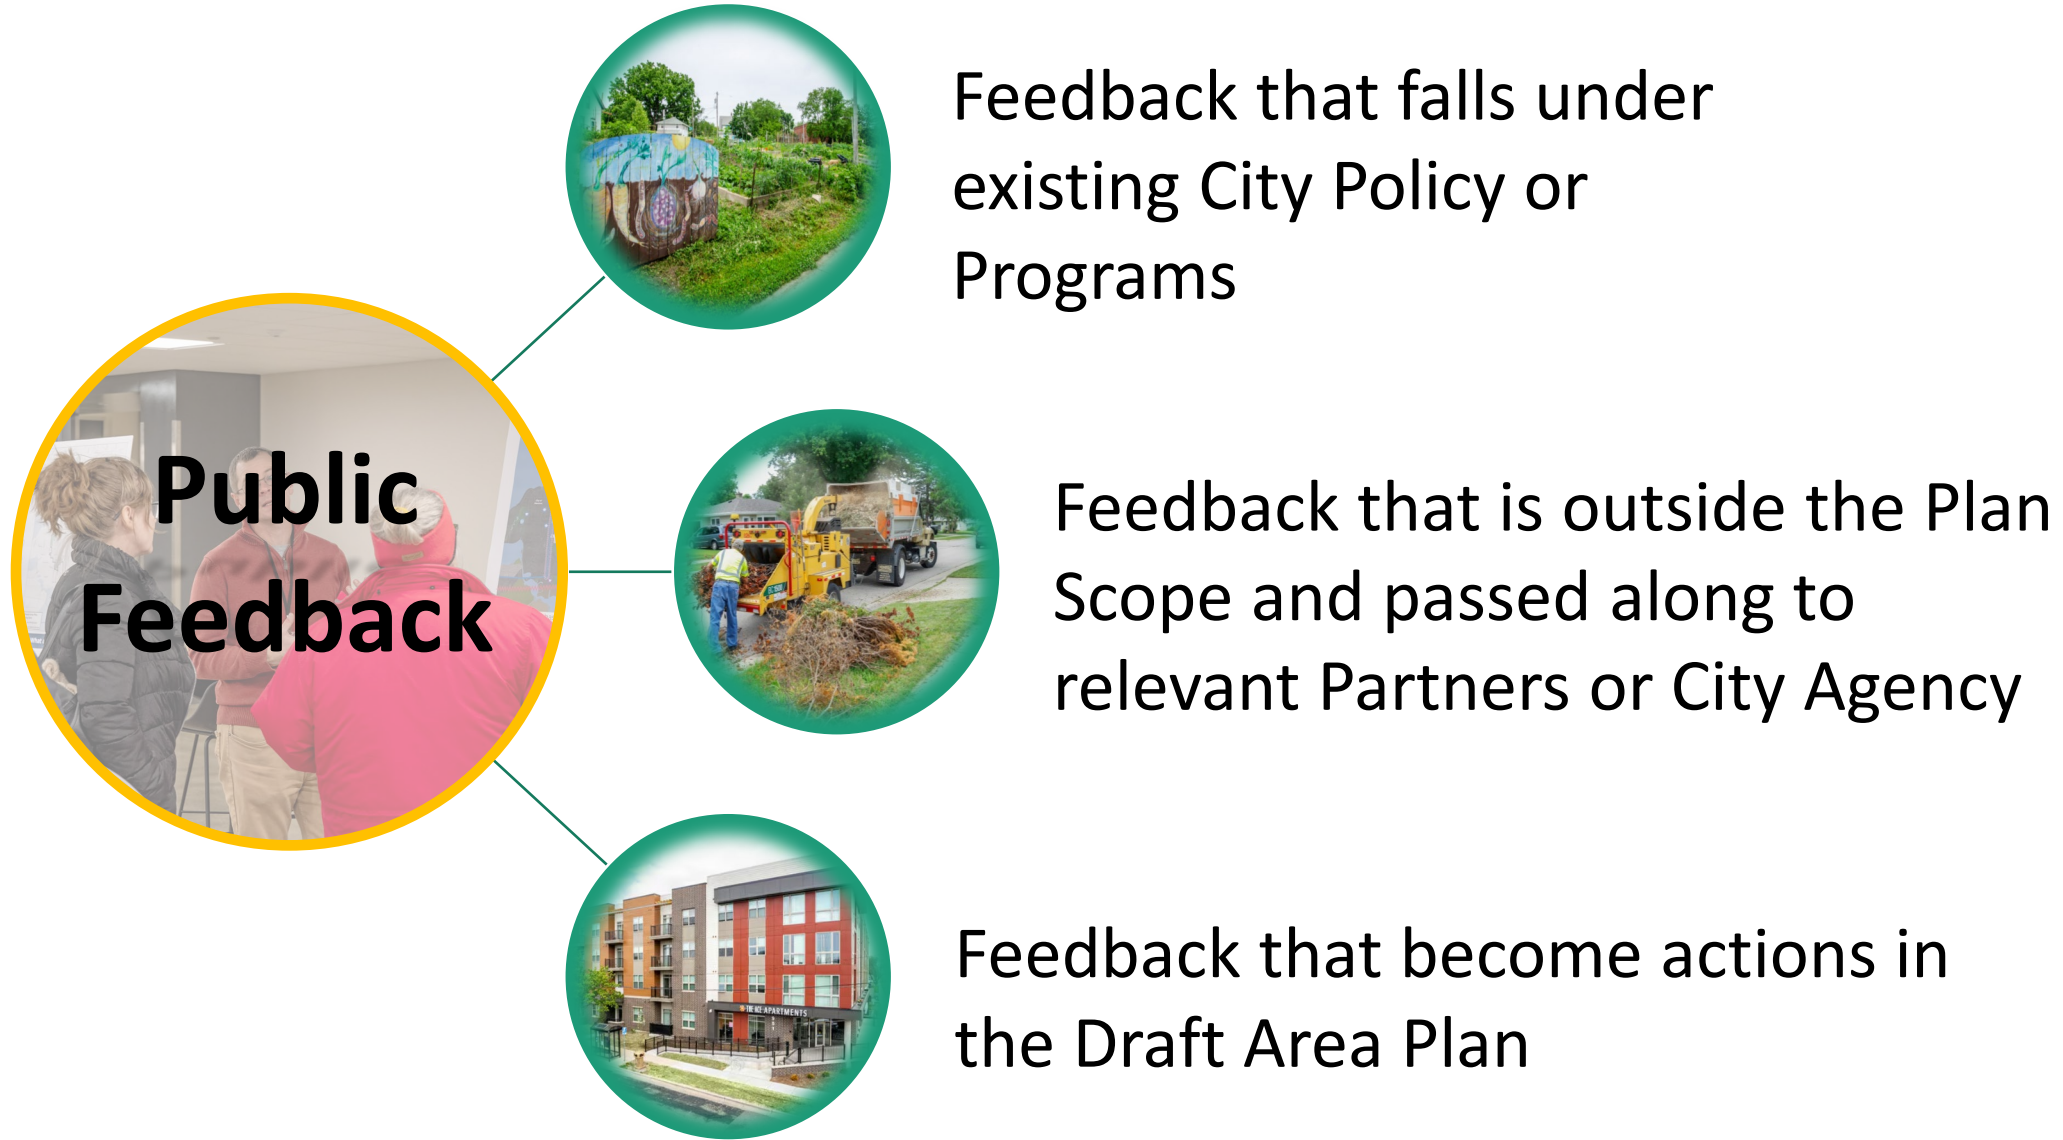 Public
Feedback
Feedback that falls under
existing City Policy or
Programs
Feedback that is outside the Plan
Scope and passed along to
relevant Partners or City Agency
APARTMENTS
Feedback that become actions in
the Draft Area Plan